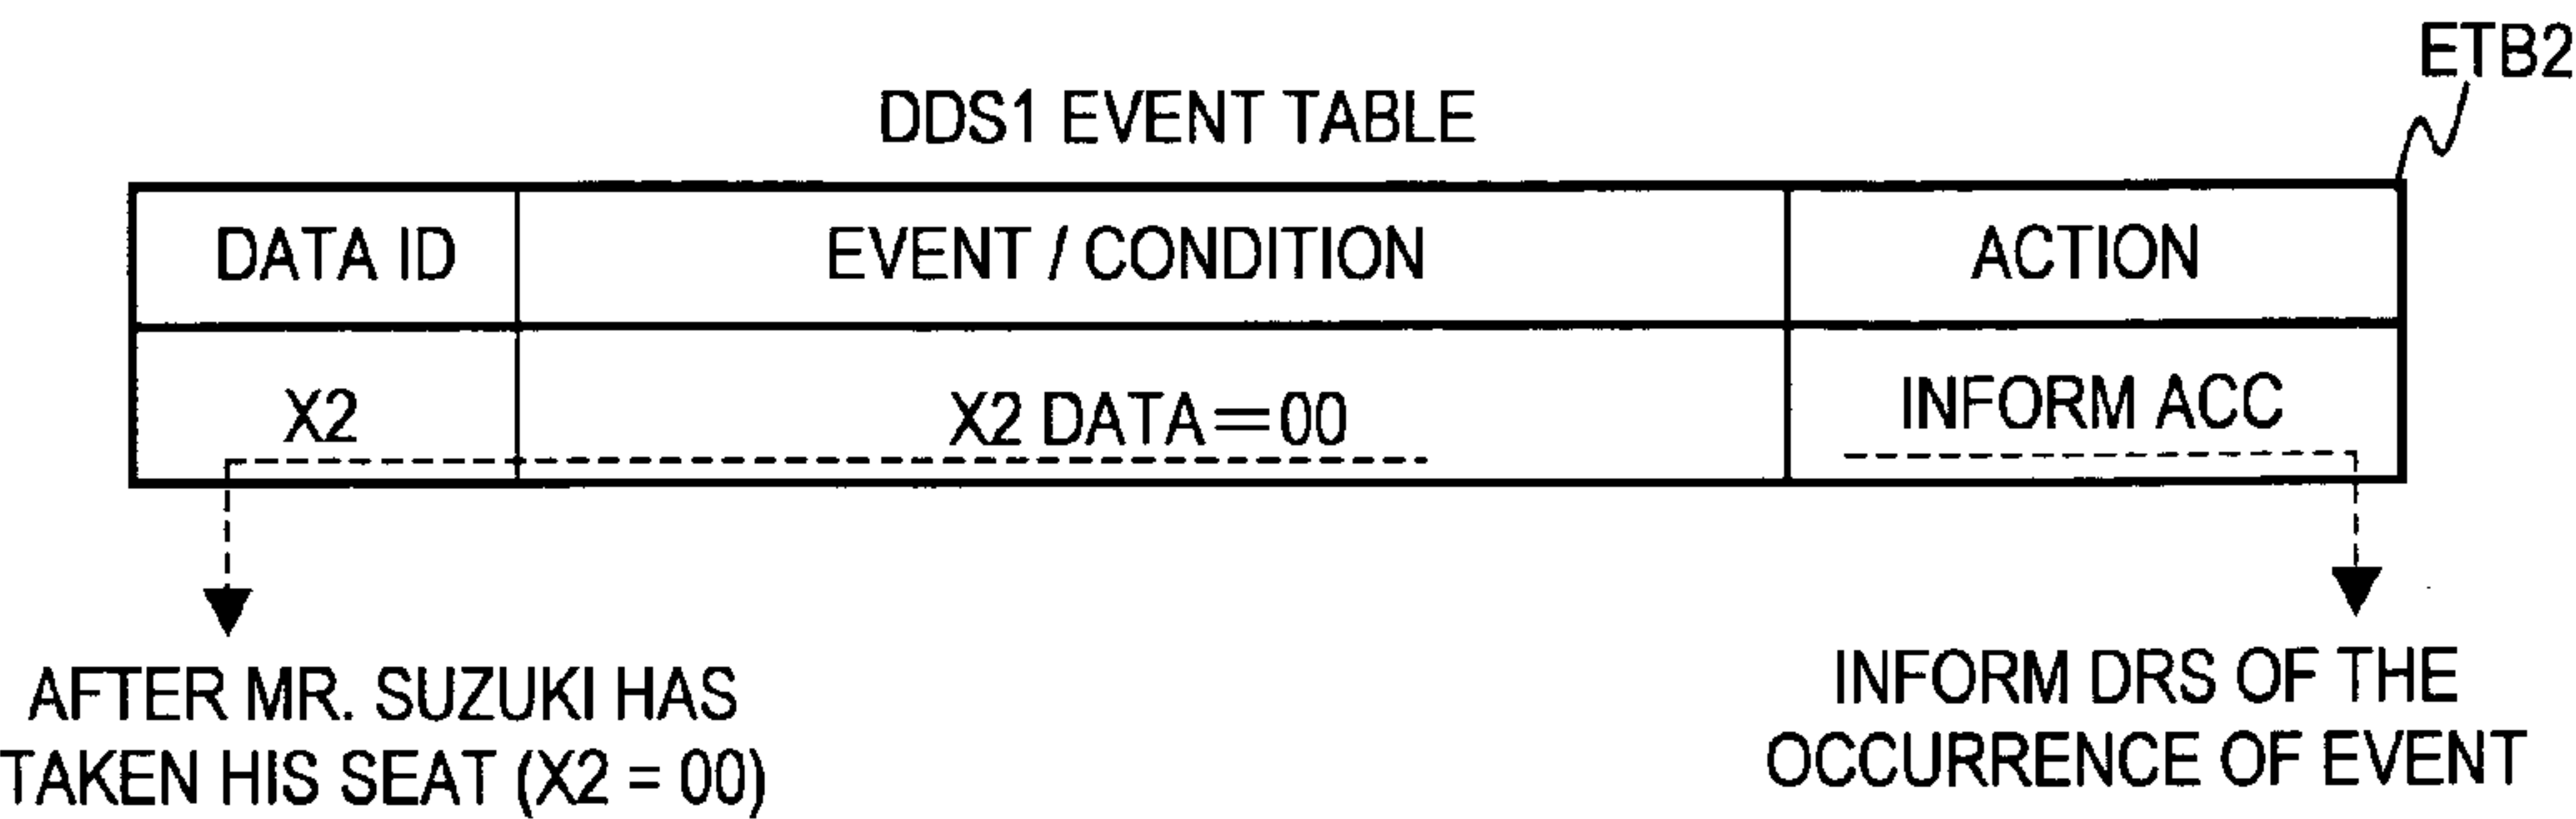 ETB2
DDS1 EVENT TABLE
DATA ID EVENT / CONDITION ACTION
X2 X2 DATA=00 INFORM ACC
AFTER MR. SUZUKI HAS
TAKEN HIS SEAT (X2 = 00)
INFORM DRS OF THE
OCCURRENCE OF EVENT